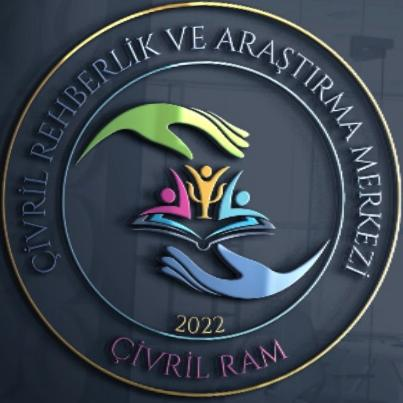 ÇİVRİL REHBERLİK VE ARAŞTIRMA MERKEZİ
2022
ÇİVRİL RAM